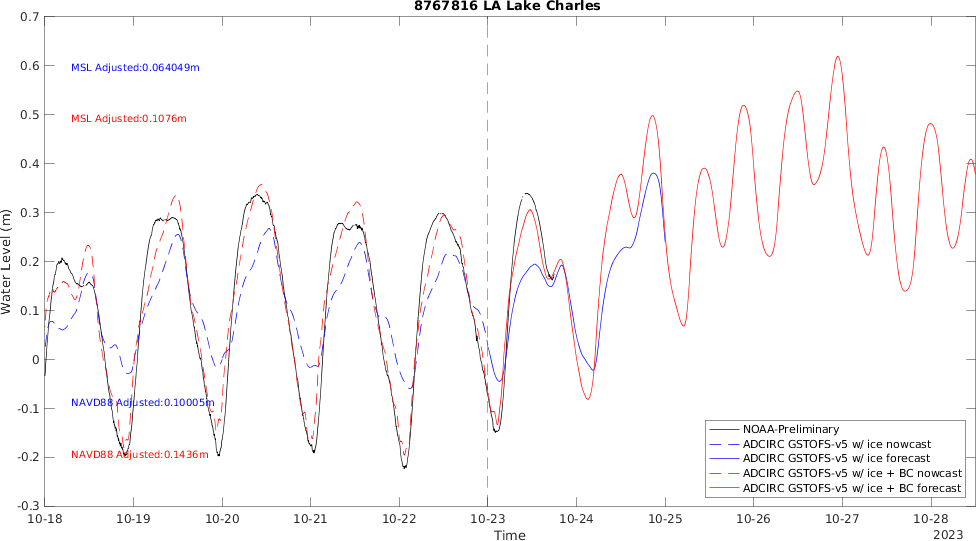 8767816 LA Lake Charles
Water Level (m)
0.7
0.6
0.5
0.4
0.3
0.2
0.1
0
-0.1
-0.2
-0.3
MSL Adjusted:0.064049m
MSL Adjusted:0.1076m
NAVD88 Adjusted:0.10005m
NAVD88 Adjusted:0.1436m
NOAA-Preliminary
ADCIRC GSTOFS-v5 w/ ice nowcast
ADCIRC GSTOFS-v5 w/ ice forecast
ADCIRC GSTOFS-v5 w/ ice + BC nowcast
ADCIRC GSTOFS-v5 w/ ice + BC forecast
10-18 10-19 10-20 10-21 10-22 10-23 10-24 10-25 10-26 10-27 10-28
Time
2023